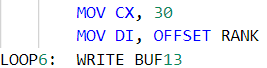 MOV CX, 30
MOV DI, OFFSET RANK
LOOP6: WRITE BUF13